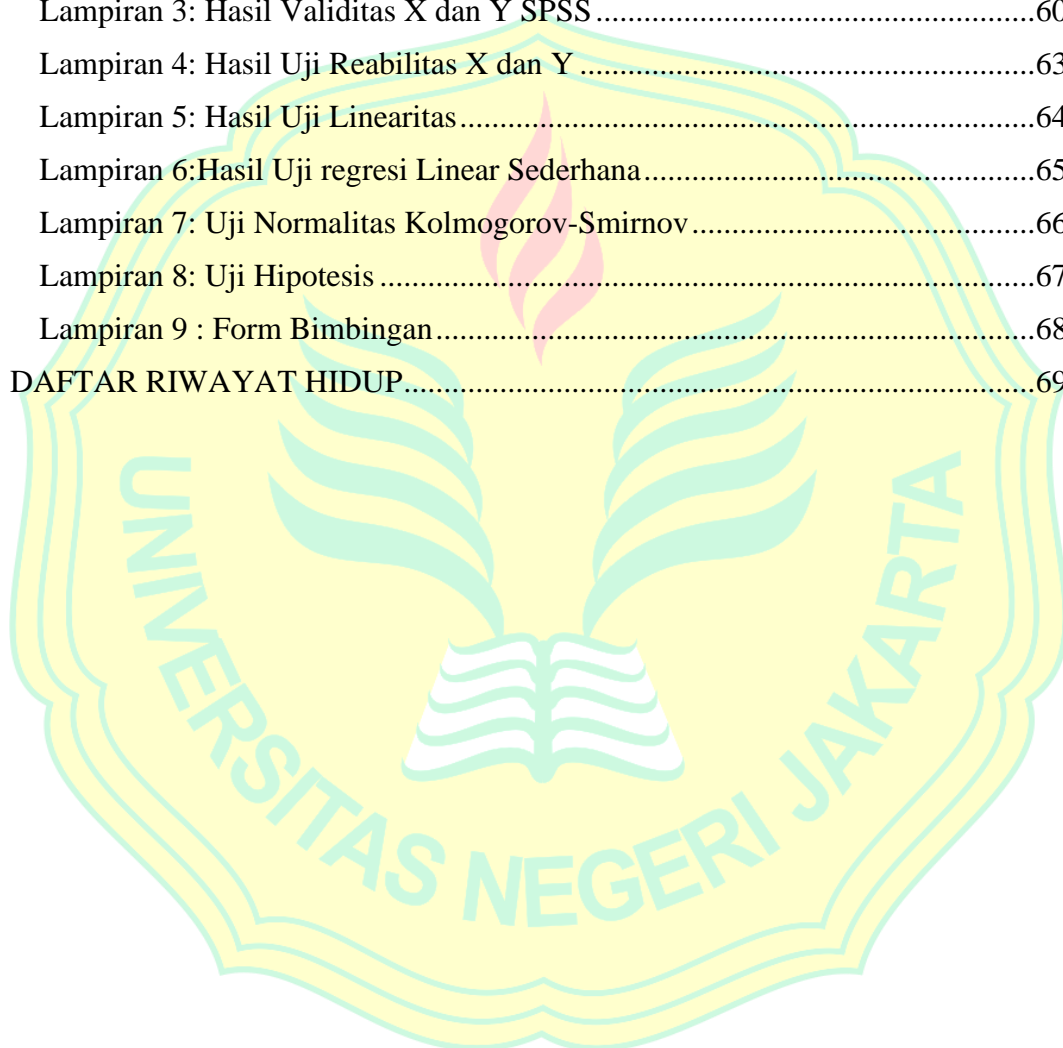 Lampiran 3: Hasil Validitas X dan Y SPSS....................................................60
Lampiran 4: Hasil Uji Reabilitas X dan Y ....................................................63
Lampiran 5: Hasil Uji Linearitas....................................................................64
Lampiran 6:Hasil Uji regresi Linear Sederhana..............................................65
Lampiran 7: Uji Normalitas Kolmogorov-Smirnov........................................66
Lampiran 8: Uji Hipotesis..............................................................................67
Lampiran 9 : Form Bimbingan.......................................................................68
DAFTAR RIWAYAT HIDUP...........................................................................69
UNIVERSITAS NEGERI JAKARTA